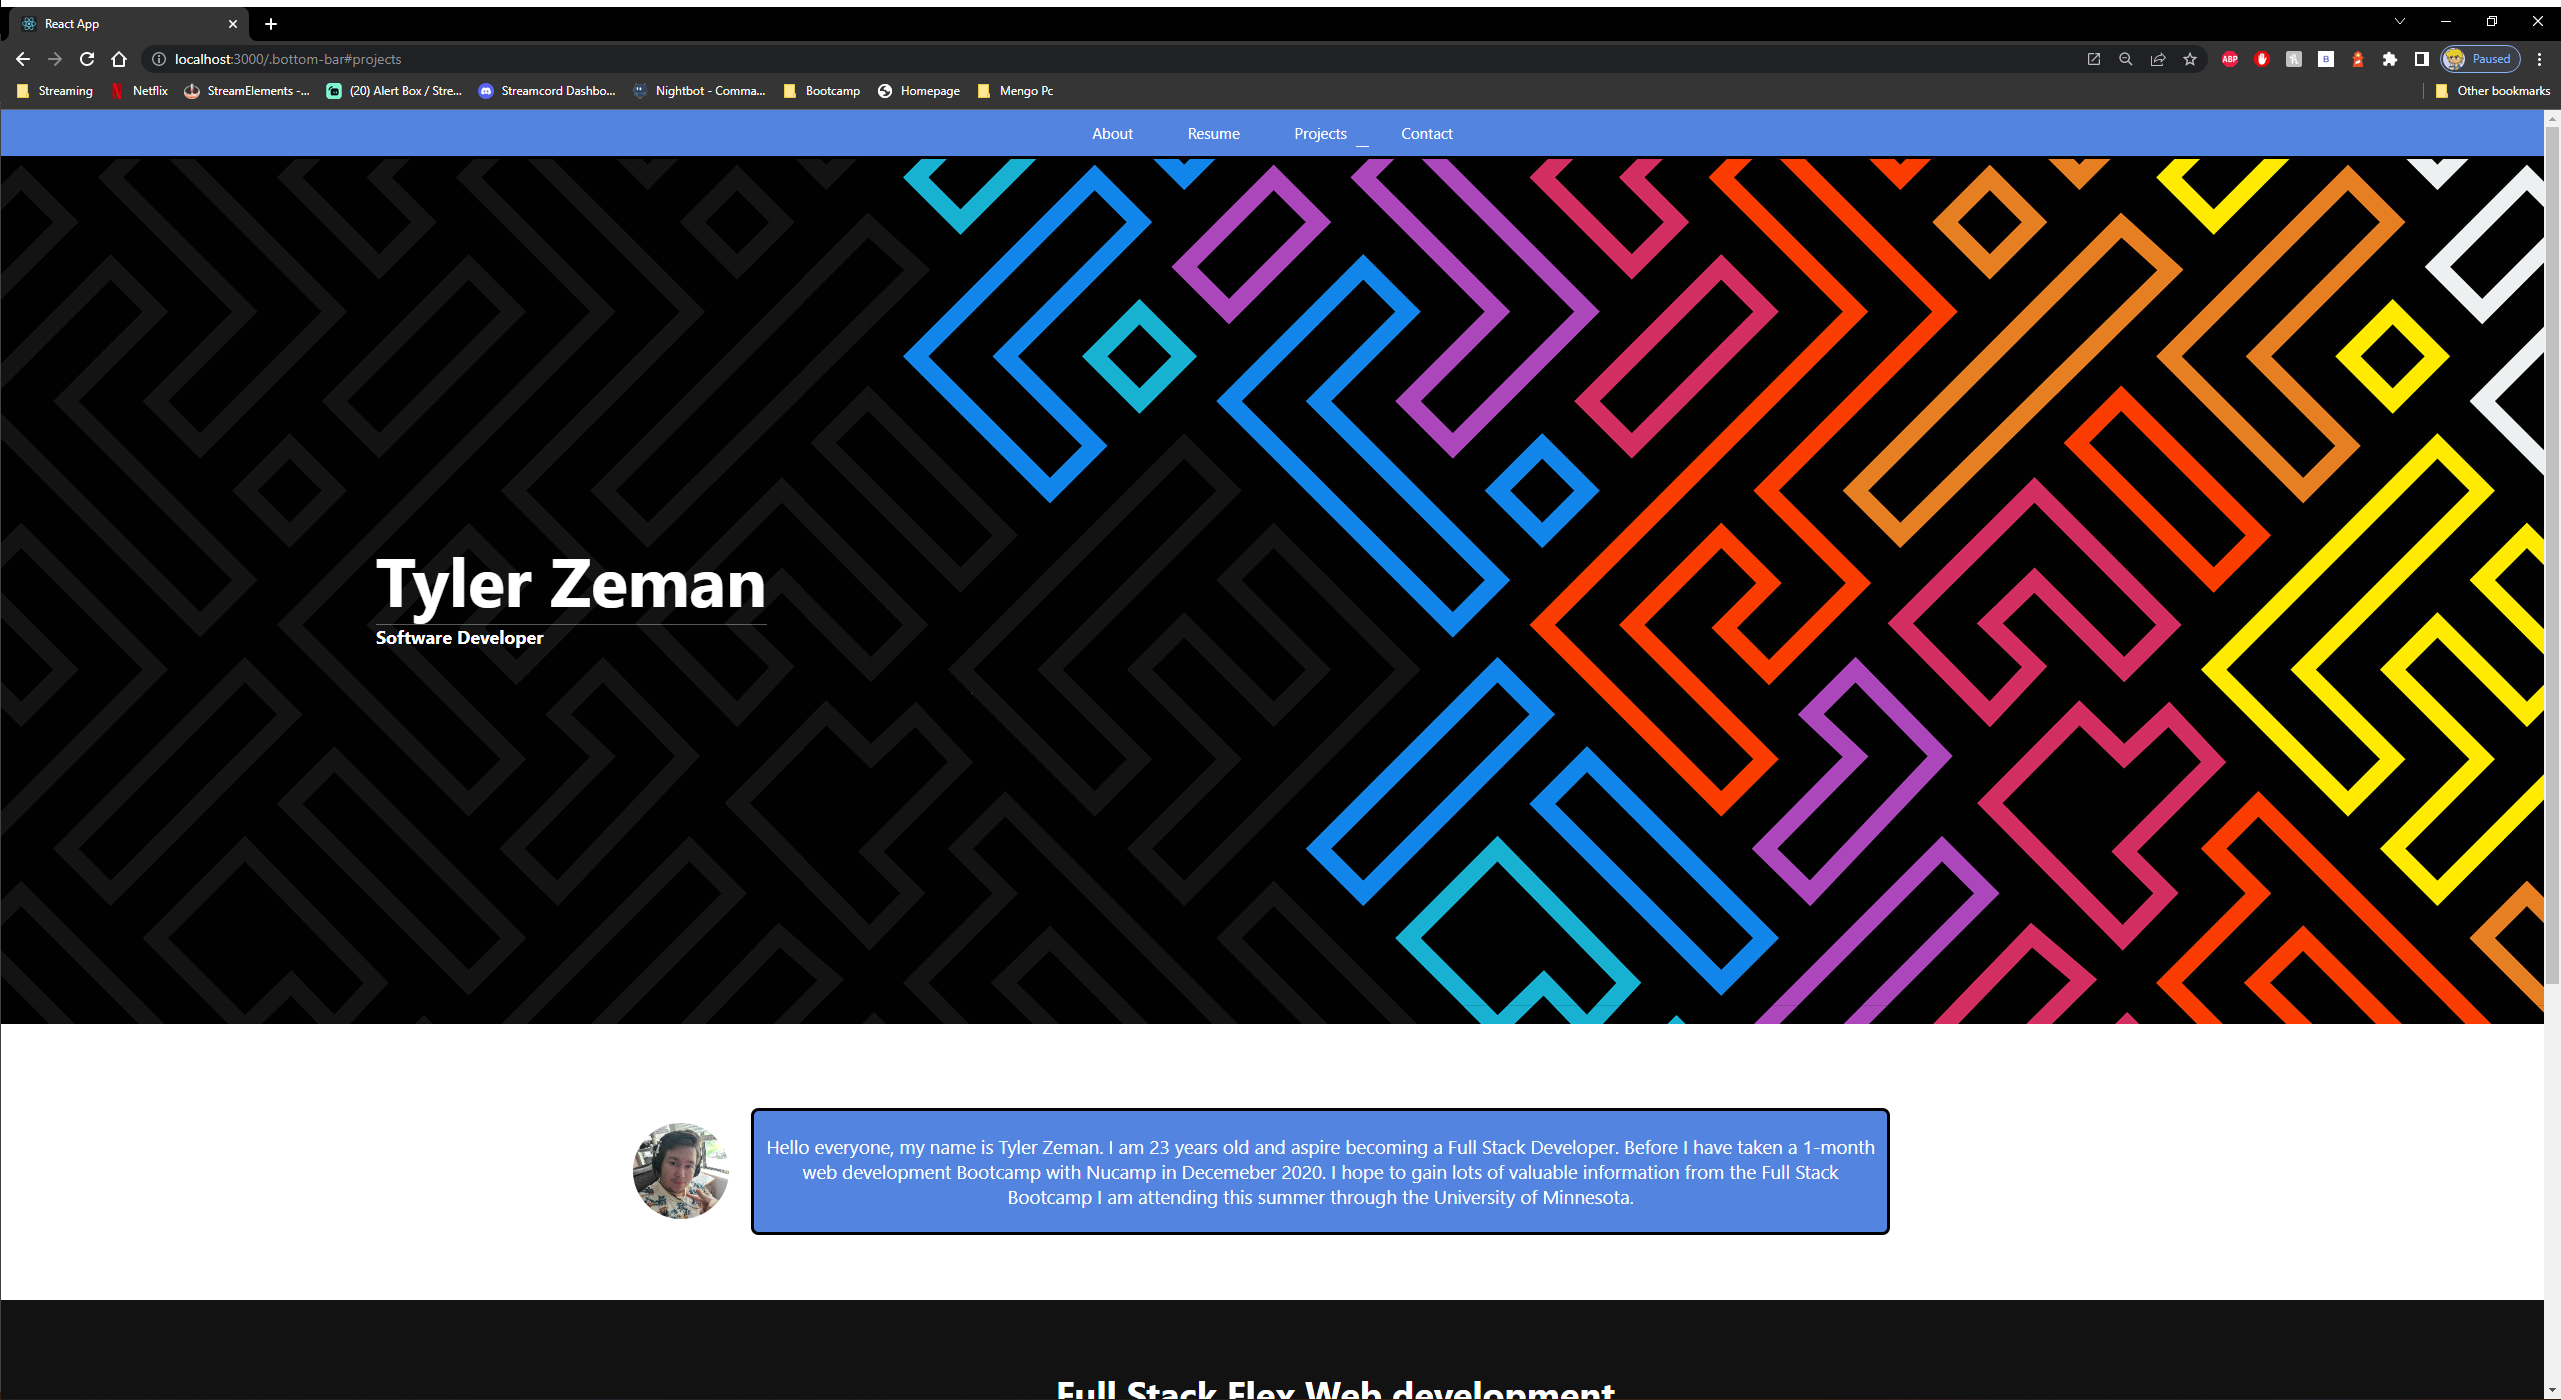 React App
localhost:3000/.bottom-bar#projects
ABP
B
Paused
Streaming
Netflix
StreamElements -...
(20) Alert Box / Stre...
Streamcord Dashbo...
Nightbot - Comma...
Bootcamp
Homepage
Mengo Pc
Other bookmarks
About
Resume
Projects
Contact
Tyler Zeman
Software Developer
Hello everyone, my name is Tyler Zeman. I am 23 years old and aspire becoming a Full Stack Developer. Before I have taken a 1-month
web development Bootcamp with Nucamp in Decemeber 2020. I hope to gain lots of valuable information from the Full Stack
Bootcamp I am attending this summer through the University of Minnesota.
Full Stack Flex Web development